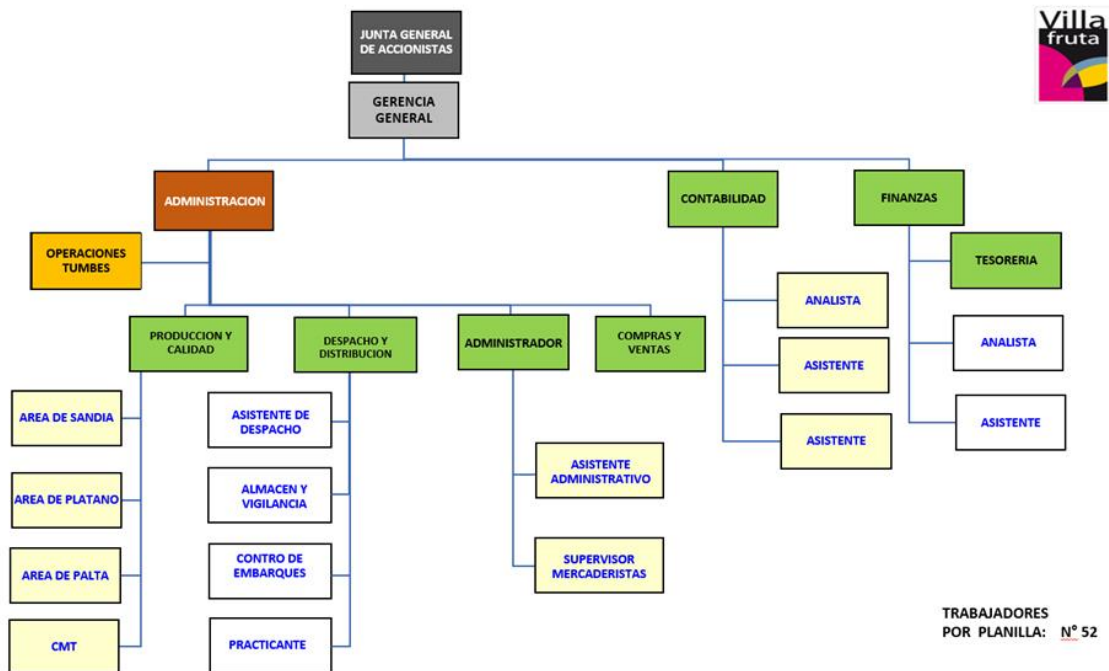 JUNTA GENERAL
DE ACCIONISTAS
Villa
fruta
GERENCIA
GENERAL
ADMINISTRACION
CONTABILIDAD
FINANZAS
OPERACIONES
TUMBES
TESORERIA
PRODUCCION Y
CALIDAD
DESPACHO Y
DISTRIBUCION
ADMINISTRADOR
COMPRAS Y
VENTAS
ANALISTA
ASISTENTE
ASISTENTE
ANALISTA
ASISTENTE
AREA DE SANDIA
AREA DE PLATANO
AREA DE PALTA
CMT
ASISTENTE DE
DESPACHO
ALMACEN Y
VIGILANCIA
CONTRO DE
EMBARQUES
PRACTICANTE
ASISTENTE
ADMINISTRATIVO
SUPERVISOR
MERCADERISTAS
TRABAJADORES
POR PLANILLA: N° 52